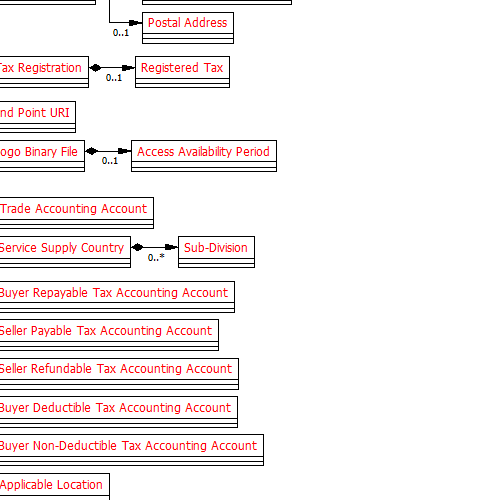 Postal Address
0..1
Tax Registration
Registered Tax
0..1
nd Point URI
ogo Binary File
Access Availability Period
0..1
Trade Accounting Account
Service Supply Country
Sub-Division
0..*
Buyer Repayable Tax Accounting Account
Seller Payable Tax Accounting Account
Seller Refundable Tax Accounting Account
Buyer Deductible Tax Accounting Account
Buyer Non-Deductible Tax Accounting Account
Applicable Location